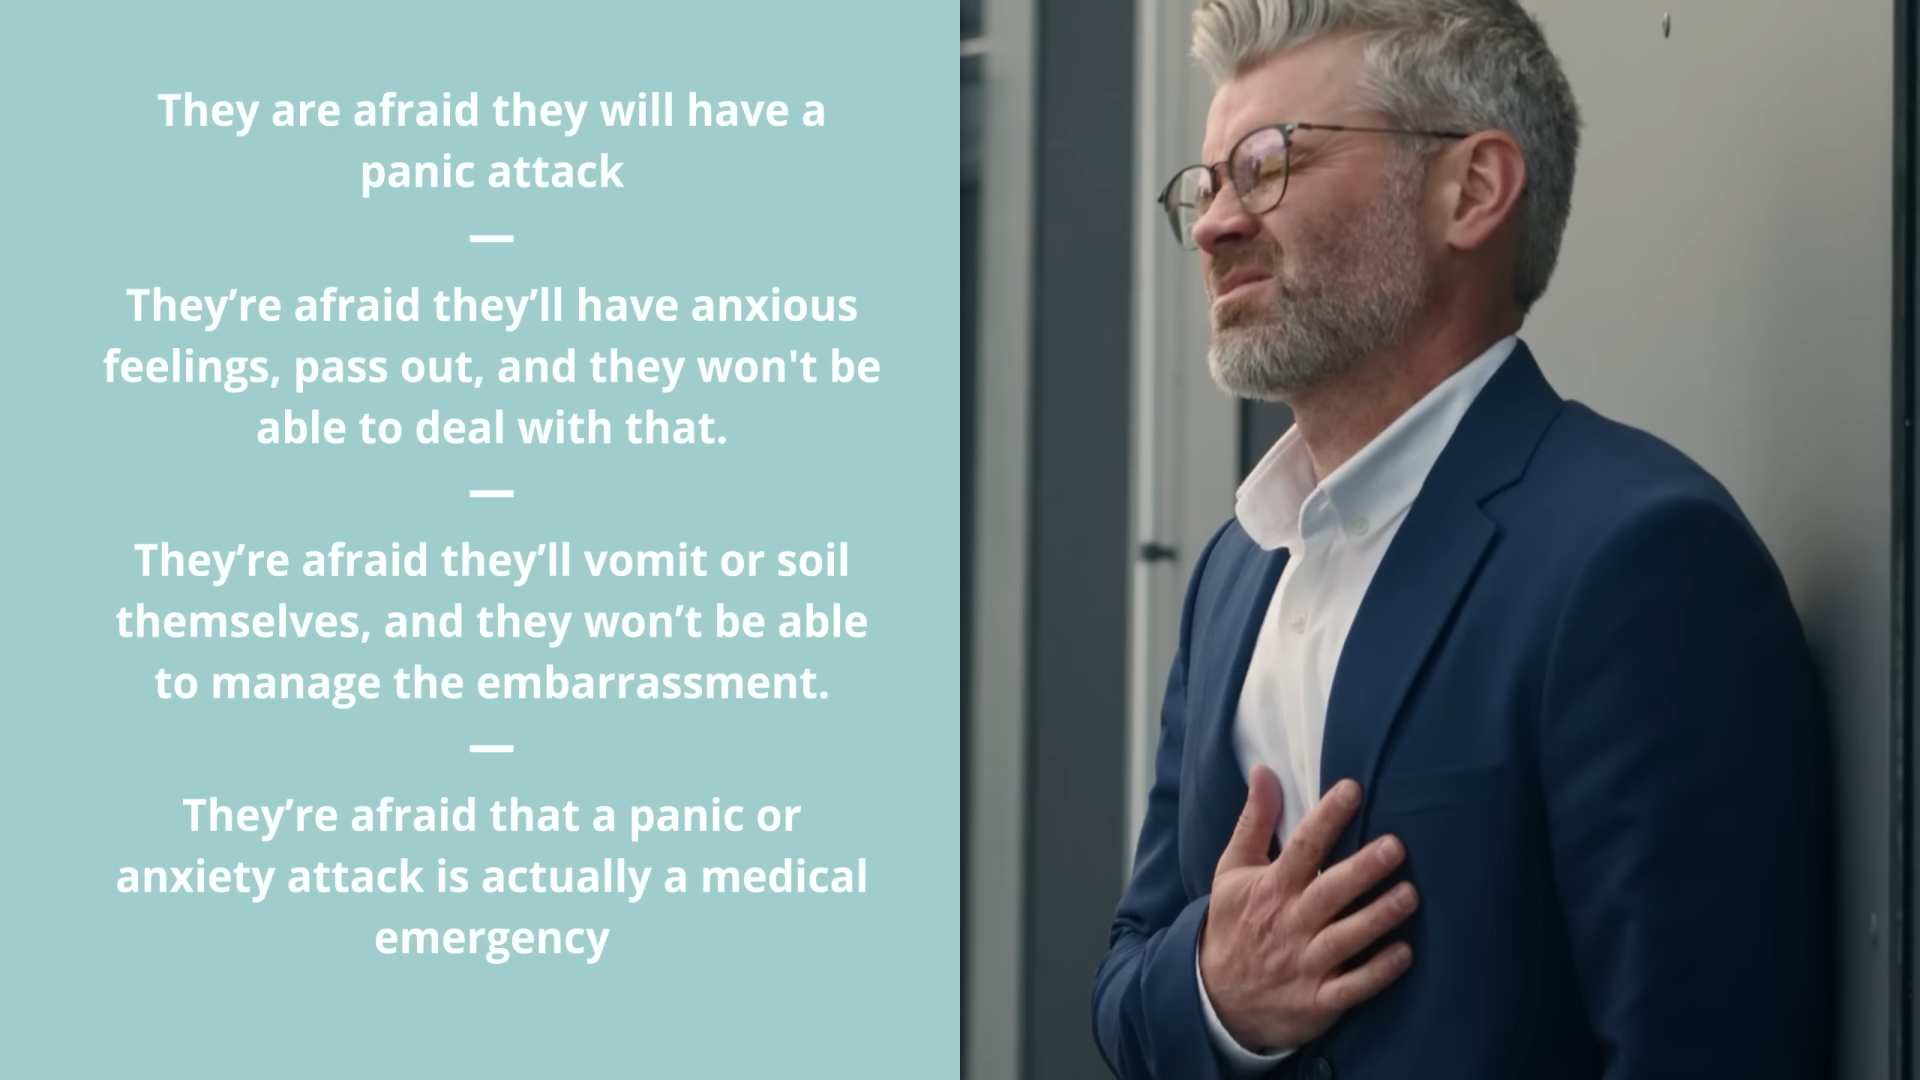 They are afraid they will have a
panic attack
—
They’re afraid they’ll have anxious
feelings, pass out, and they won't be
able to deal with that.
—
They’re afraid they’ll vomit or soil
themselves, and they won’t be able
to manage the embarrassment.
—
They’re afraid that a panic or
anxiety attack is actually a medical
emergency